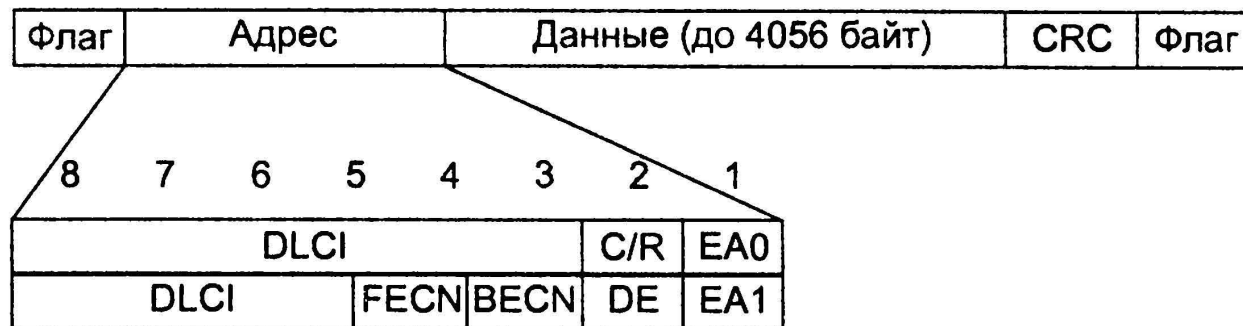 Флаг Адрес Данные (до 4056 байт) CRC Флаг
8 7 6 5 4 3 2 1
DLCI C/R EA0
DLCI FECN BECN DE EA1